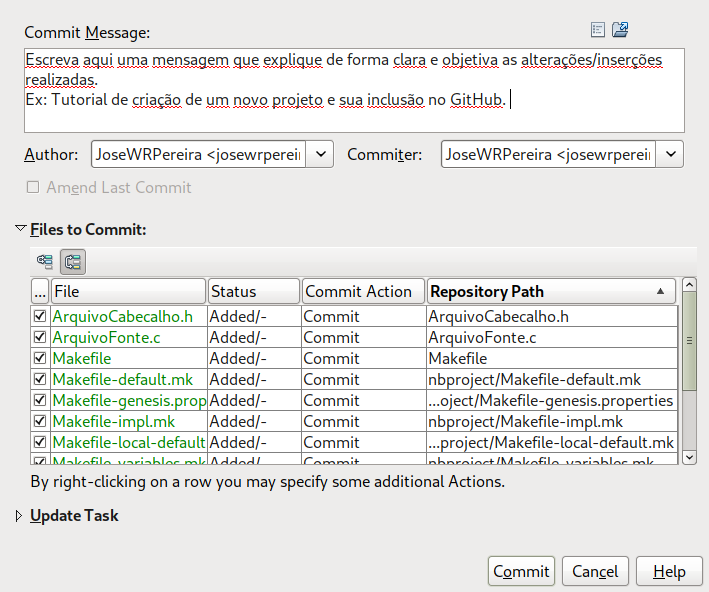 Commit Message:
Escreva aqui uma mensagem que explique de forma clara e objetiva as alterações/inserções
realizadas.
Ex: Tutorial de criação de um novo projeto e sua inclusão no GitHub.
Author: JoseWRPereira <josewrperei Commiter: JoseWRPereira <josewrperei
Amend Last Commit
Files to Commit:
... File Status Commit Action Repository Path
ArquivoCabecalho.h Added/- Commit ArquivoCabecalho.h
ArquivoFonte.c Added/- Commit ArquivoFonte.c
Makefile Added/- Commit Makefile
Makefile-default.mk Added/- Commit nbproject/Makefile-default.mk
Makefile-genesis.prop Added/- Commit ...oject/Makefile-genesis.properties
Makefile-impl.mk Added/- Commit nbproject/Makefile-impl.mk
Makefile-local-default Added/- Commit ...project/Makefile-local-default.mk
Makefile-variables.mk Added/- Commit nbproject/Makefile-variables.mk
By right-clicking on a row you may specify some additional Actions.
Update Task
Commit Cancel Help